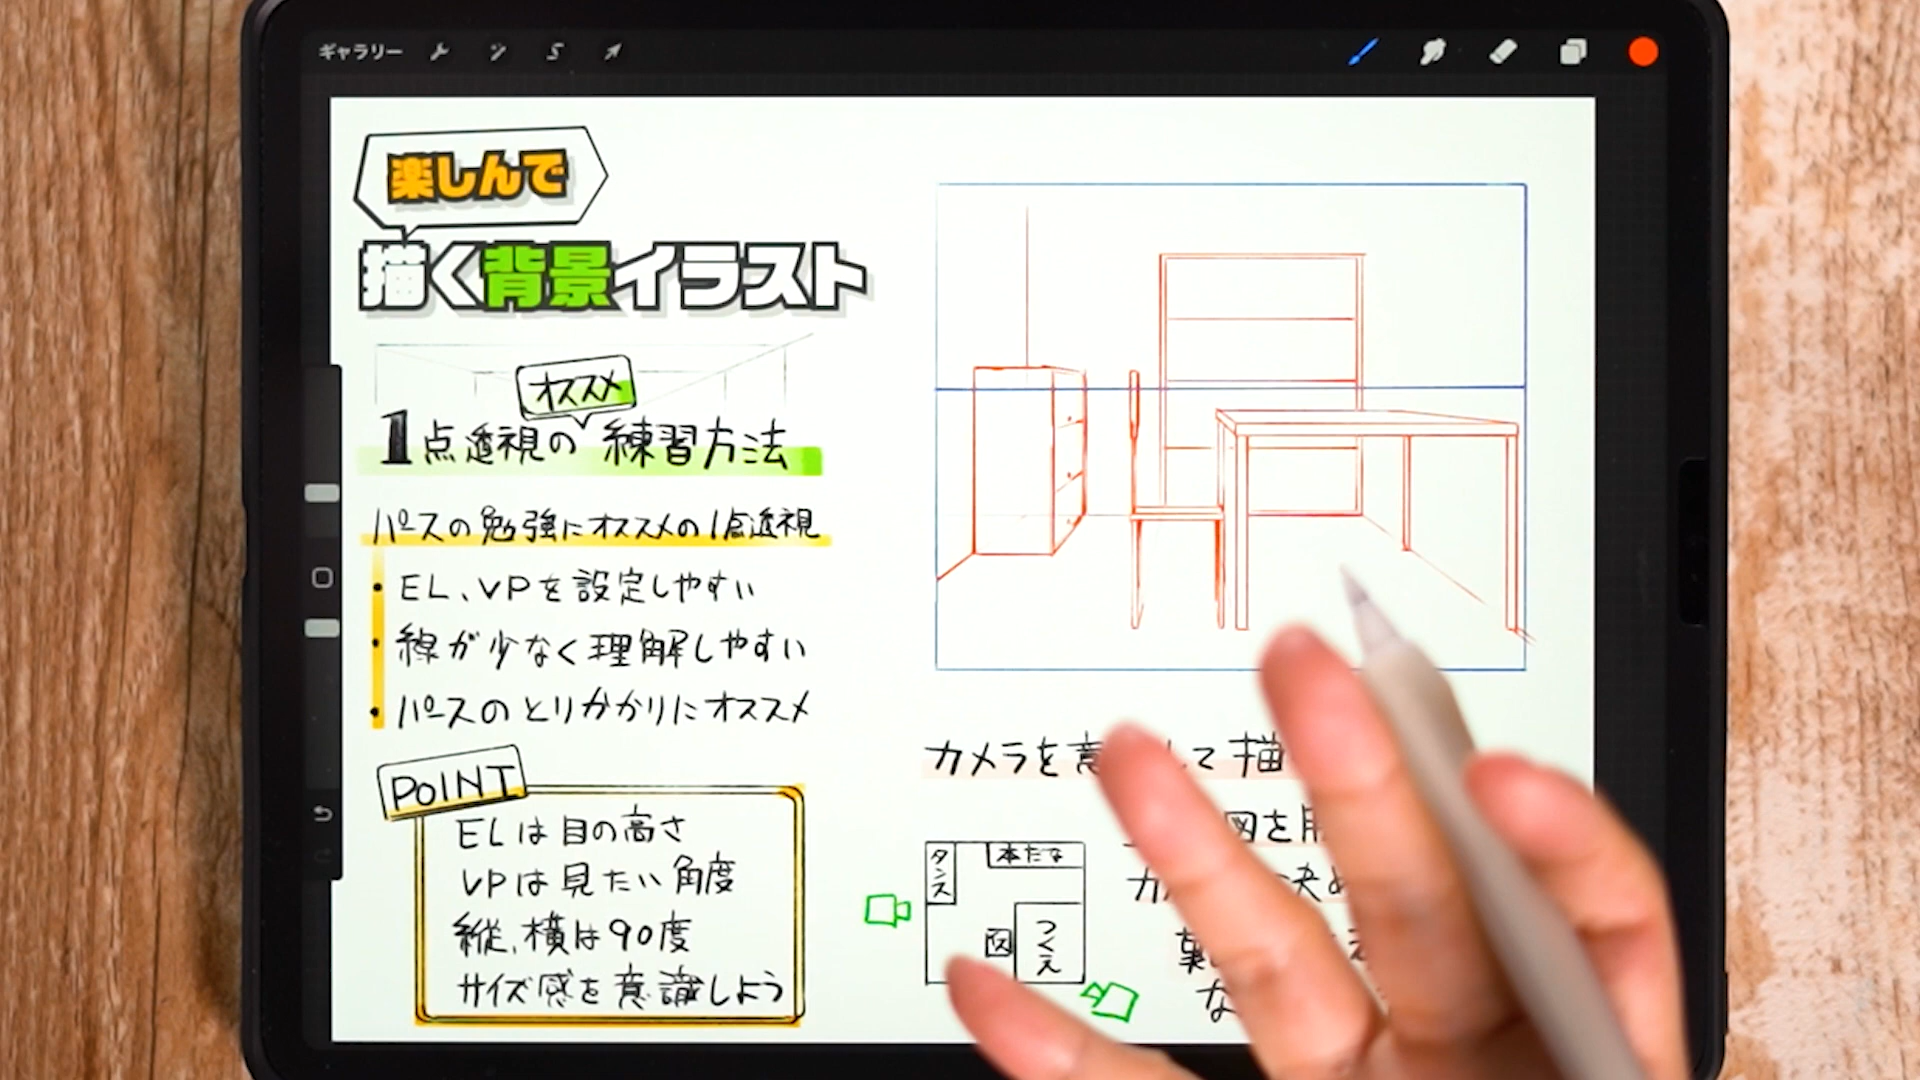 ギャラリー
楽しんで
描く背景イラスト
オススメ
1点透視の練習方法
パースの勉強にオススメの1点透視
・EL、VPを設定しやすい
・線が少なく理解しやすい
・パースのとりかかりにオススメ
POINT
ELは目の高さ
VPは見たい角度
縦、横は90度
サイズ感を意識しよう
カメラを意 して描
図を用
カ 決め
タンス
本だな
つくえ
な